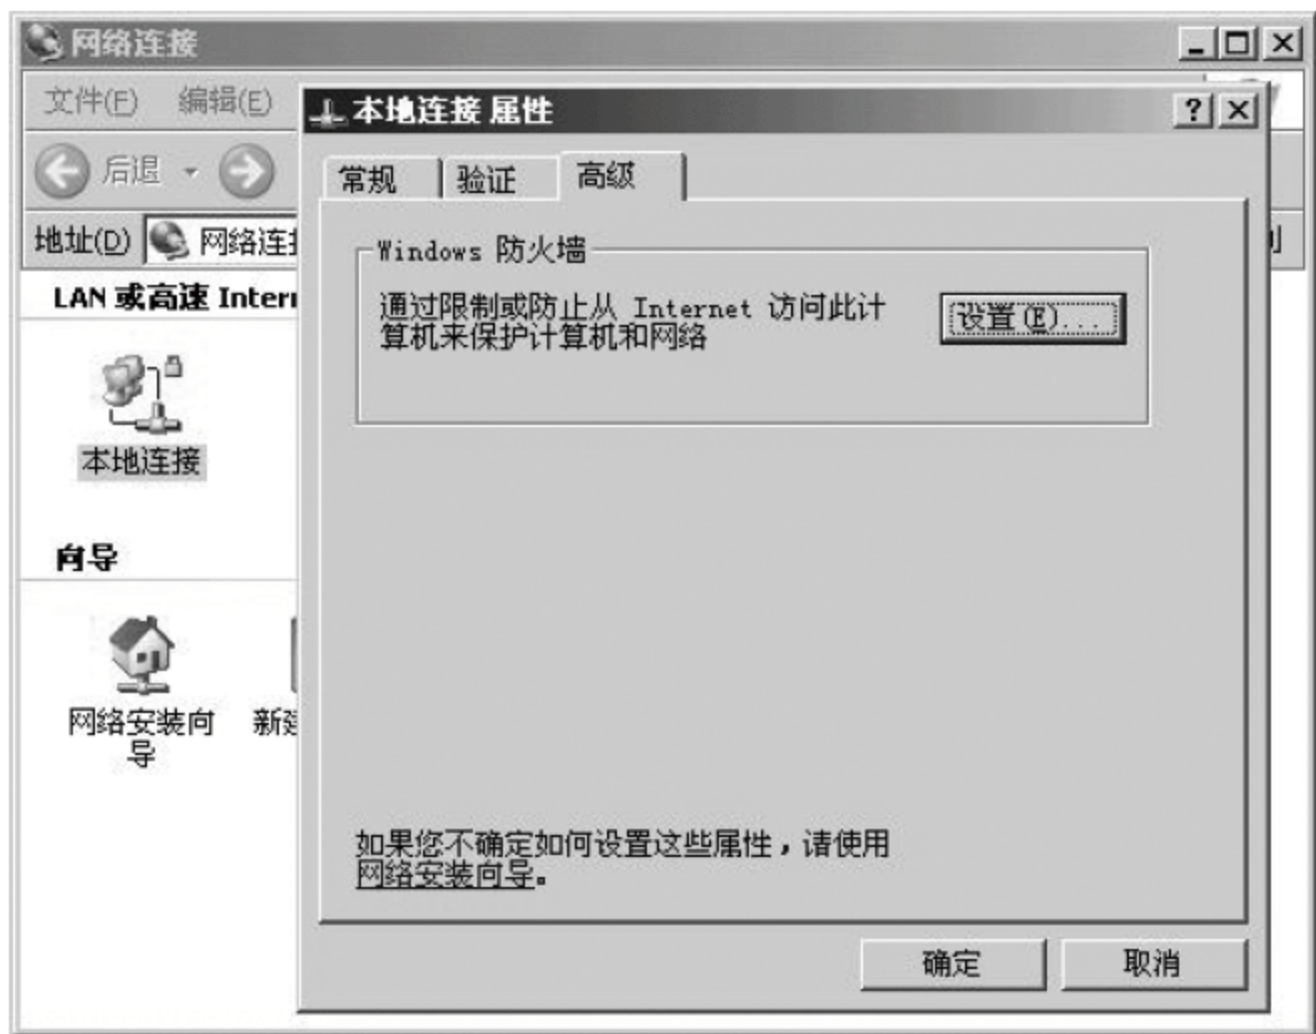 网络连接
文件(F) 编辑(E)
后退
地址(D) 网络连接
LAN 或高速 Inter
本地连接
向导
网络安装向
导
新建
本地连接 属性
常规 验证 高级
Windows 防火墙
通过限制或防止从 Internet 访问此计
算机来保护计算机和网络
设置(E)...
如果您不确定如何设置这些属性，请使用
网络安装向导。
确定 取消